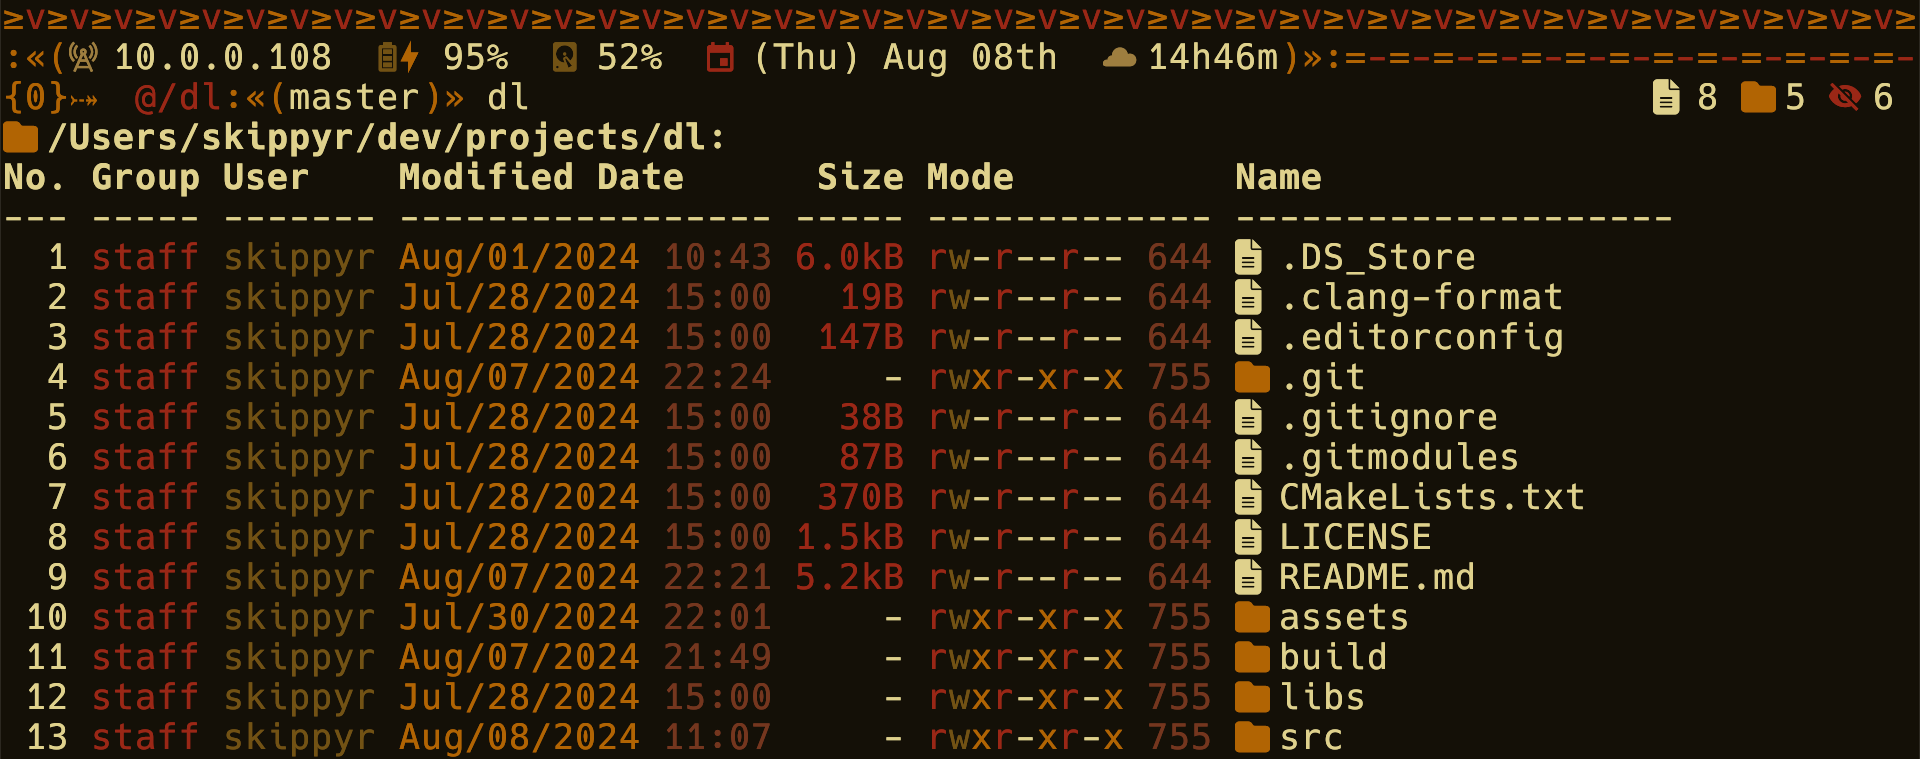 ≥v≥v≥v≥v≥v≥v≥v≥v≥v≥v≥v≥v≥v≥v≥v≥v≥v≥v≥v≥v≥v≥v≥v≥v≥v≥v≥v≥v≥v≥v≥v≥v≥v≥v≥v≥v≥v≥v≥v≥v≥v≥v≥v≥
:«( 10.0.0.108 95% 52% (Thu) Aug 08th 14h46m)»:=-=-=-=-=-=-=-=-=-=-=-=-=-
{0}⤐ @/dl:«(master)» dl 8 5 6
/Users/skippyr/dev/projects/dl:
No. Group User Modified Date Size Mode Name
--- ----- ------- ----------------- ----- ------------- --------------------
1 staff skippyr Aug/01/2024 10:43 6.0kB rw-r--r-- 644 .DS_Store
2 staff skippyr Jul/28/2024 15:00 19B rw-r--r-- 644 .clang-format
3 staff skippyr Jul/28/2024 15:00 147B rw-r--r-- 644 .editorconfig
4 staff skippyr Aug/07/2024 22:24 - rwxr-xr-x 755 .git
5 staff skippyr Jul/28/2024 15:00 38B rw-r--r-- 644 .gitignore
6 staff skippyr Jul/28/2024 15:00 87B rw-r--r-- 644 .gitmodules
7 staff skippyr Jul/28/2024 15:00 370B rw-r--r-- 644 CMakeLists.txt
8 staff skippyr Jul/28/2024 15:00 1.5kB rw-r--r-- 644 LICENSE
9 staff skippyr Aug/07/2024 22:21 5.2kB rw-r--r-- 644 README.md
10 staff skippyr Jul/30/2024 22:01 - rwxr-xr-x 755 assets
11 staff skippyr Aug/07/2024 21:49 - rwxr-xr-x 755 build
12 staff skippyr Jul/28/2024 15:00 - rwxr-xr-x 755 libs
13 staff skippyr Aug/08/2024 11:07 - rwxr-xr-x 755 src